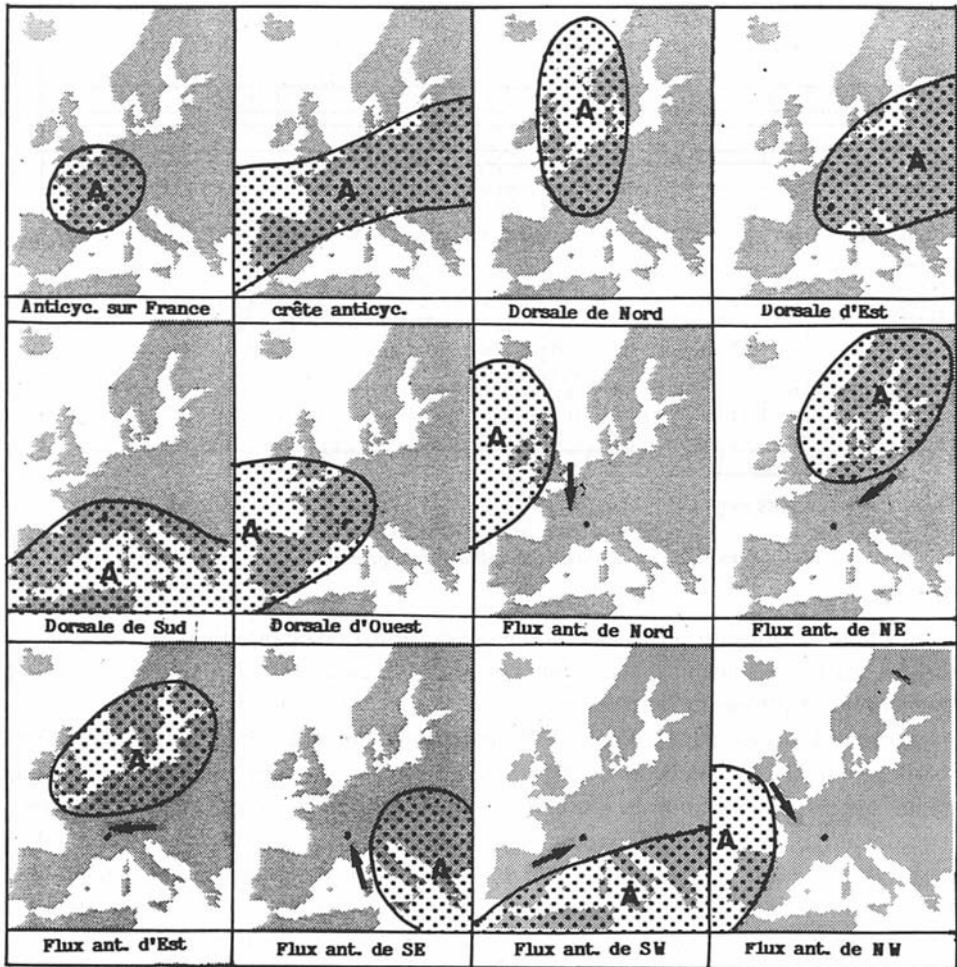 A
A
A
A
Anticyc. sur France
crête anticyc.
Dorsale de Nord
Dorsale d'Est
A
A
A
A
Dorsale de Sud
Dorsale d'Ouest
Flux ant. de Nord
Flux ant. de NE
A
A
A
A
Flux ant. d'Est
Flux ant. de SE
Flux ant. de SW
Flux ant. de NW